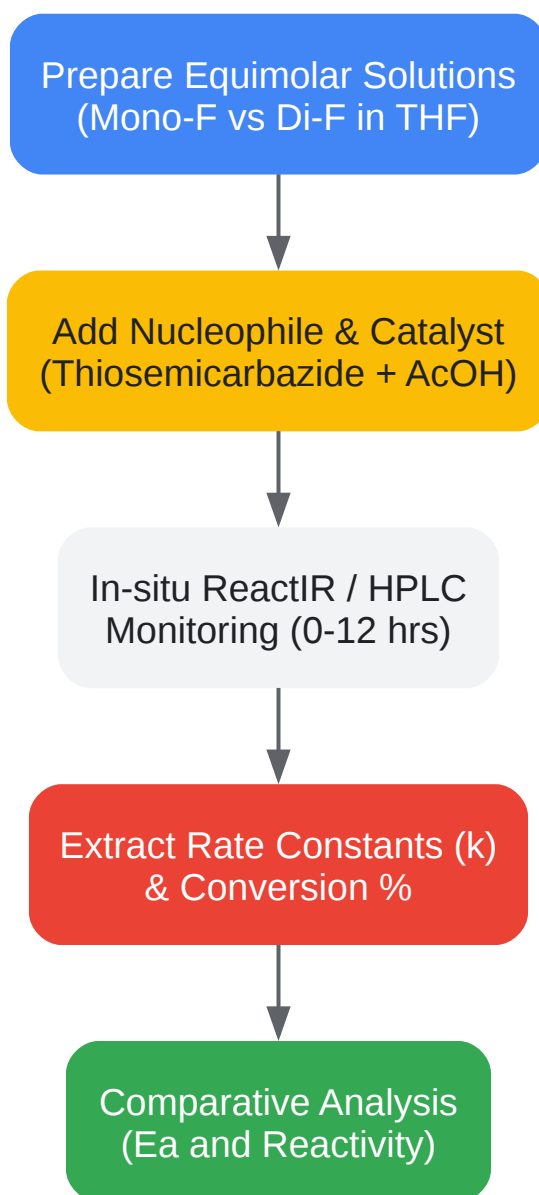 Prepare Equimolar Solutions
(Mono-F vs Di-F in THF)
Add Nucleophile & Catalyst
(Thiosemicarbazide + AcOH)
In-situ ReactIR / HPLC
Monitoring (0-12 hrs)
Extract Rate Constants (k)
& Conversion %
Comparative Analysis
(Ea and Reactivity)